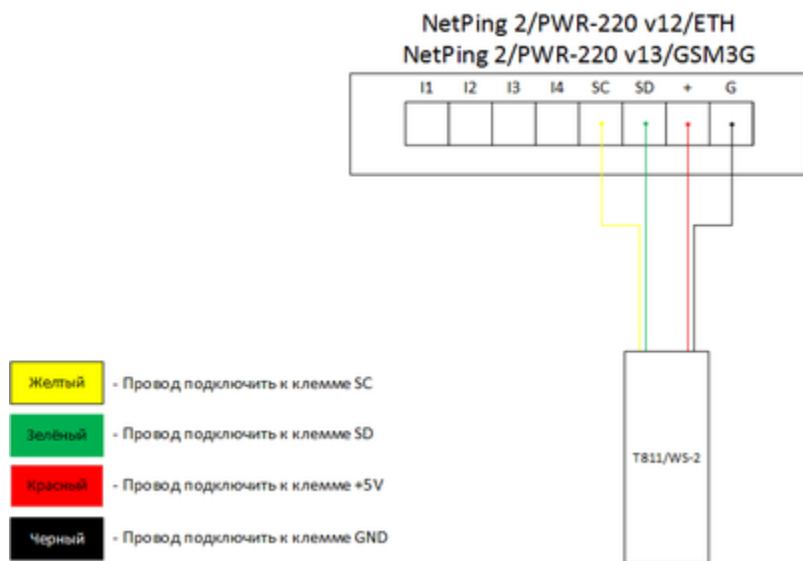 NetPing 2/PWR-220 v12/ETH
NetPing 2/PWR-220 v13/GSM3G
I1 I2 I3 I4 SC SD + G
Желтый - Провод подключить к клемме SC
Зелёный - Провод подключить к клемме SD
T811/WS-2
Красный - Провод подключить к клемме +5V
Черный - Провод подключить к клемме GND